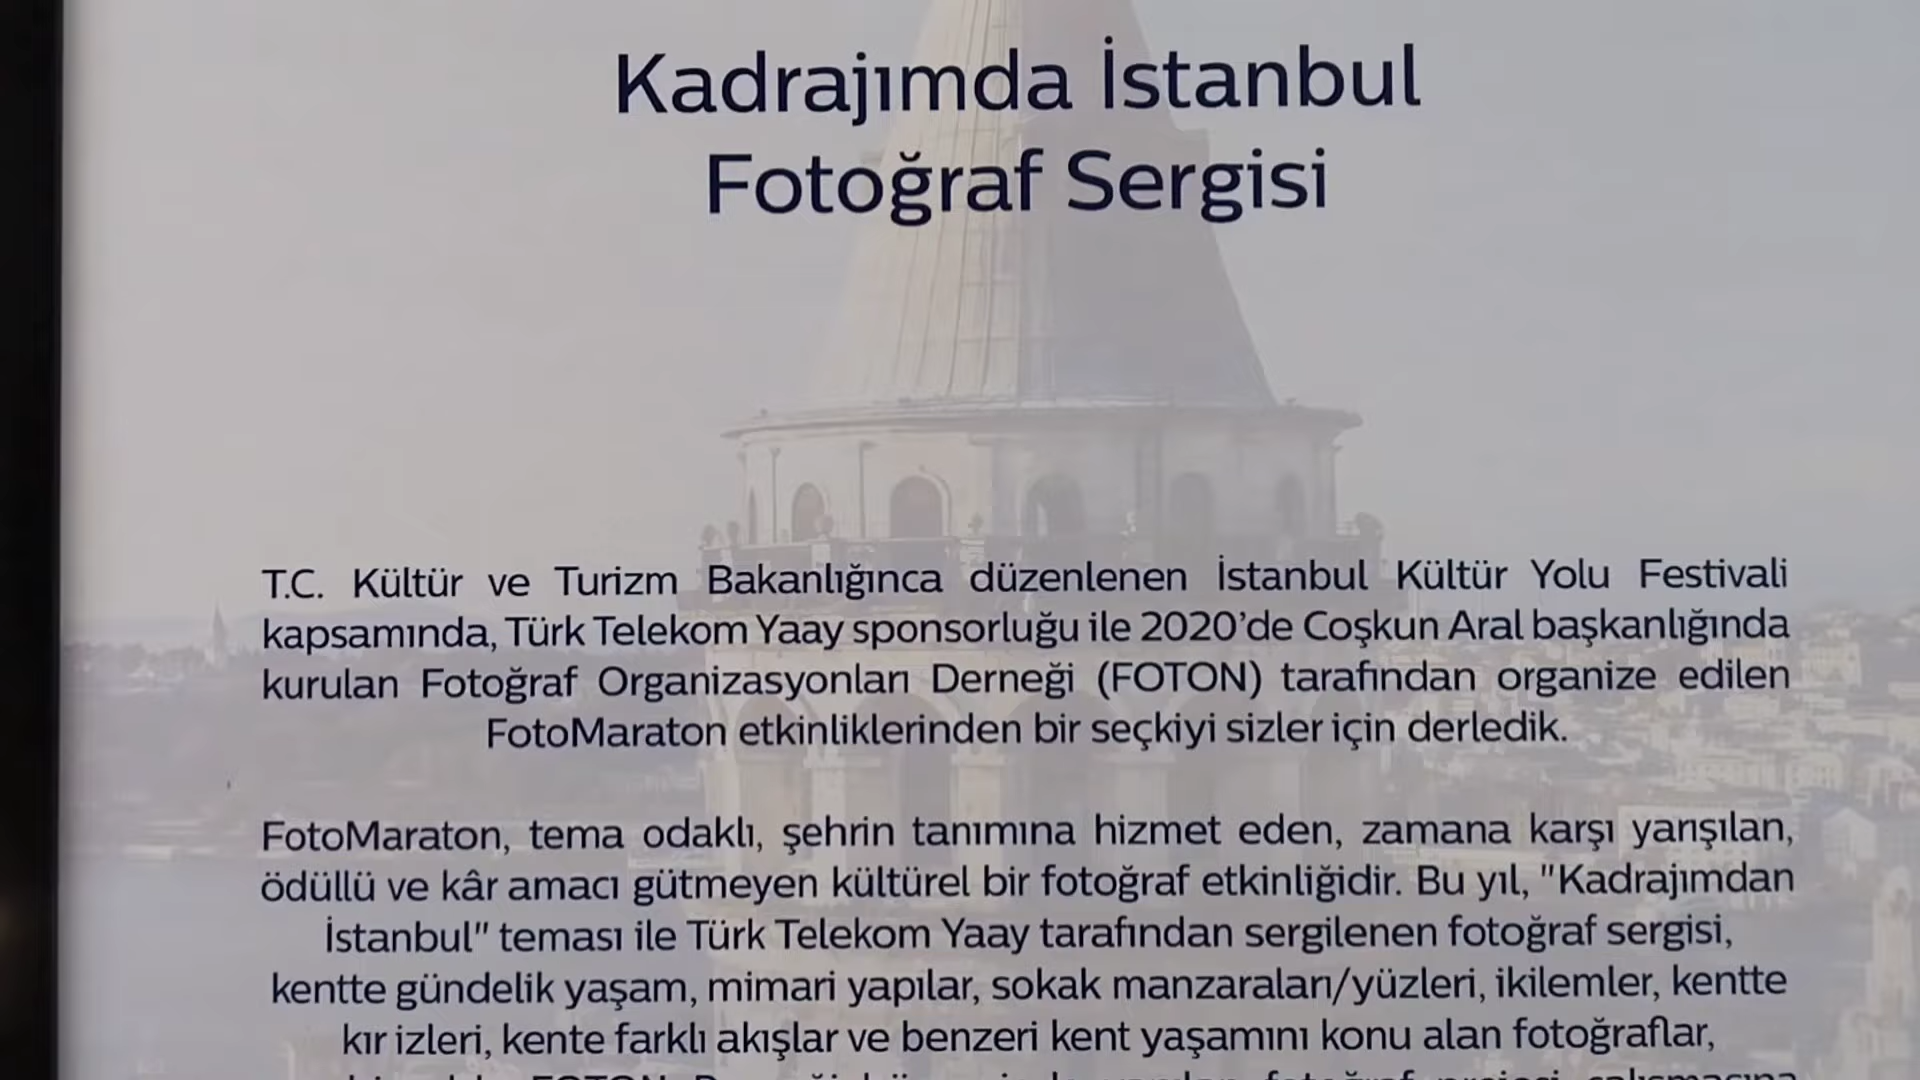 Kadrajımda İstanbul
Fotoğraf Sergisi
T.C. Kültür ve Turizm Bakanlığınca düzenlenen İstanbul Kültür Yolu Festivali
kapsamında, Türk Telekom Yaay sponsorluğu ile 2020'de Coşkun Aral başkanlığında
kurulan Fotoğraf Organizasyonları Derneği (FOTON) tarafından organize edilen
FotoMaraton etkinliklerinden bir seçkiyi sizler için derledik.
FotoMaraton, tema odaklı, şehrin tanımına hizmet eden, zamana karşı yarışılan,
ödüllü ve kâr amacı gütmeyen kültürel bir fotoğraf etkinliğidir. Bu yıl, "Kadrajımdan
İstanbul" teması ile Türk Telekom Yaay tarafından sergilenen fotoğraf sergisi,
kentte gündelik yaşam, mimari yapılar, sokak manzaraları/yüzleri, ikilemler, kentte
kır izleri, kente farklı akışlar ve benzeri kent yaşamını konu alan fotoğraflar,